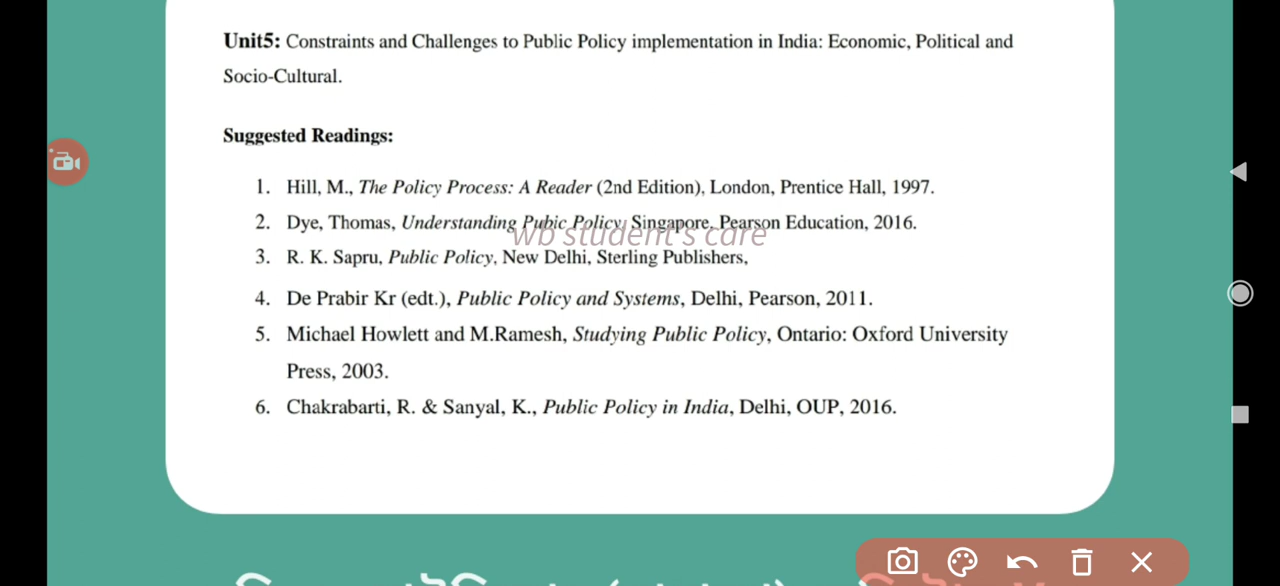 Unit5: Constraints and Challenges to Public Policy implementation in India: Economic, Political and
Socio-Cultural.
Suggested Readings:
1. Hill, M., The Policy Process: A Reader (2nd Edition), London, Prentice Hall, 1997.
2. Dye, Thomas, Understanding Pubic Policy, Singapore, Pearson Education, 2016.
wb student's care
3. R. K. Sapru, Public Policy, New Delhi, Sterling Publishers,
4. De Prabir Kr (edt.), Public Policy and Systems, Delhi, Pearson, 2011.
5. Michael Howlett and M.Ramesh, Studying Public Policy, Ontario: Oxford University
Press, 2003.
6. Chakrabarti, R. & Sanyal, K., Public Policy in India, Delhi, OUP, 2016.